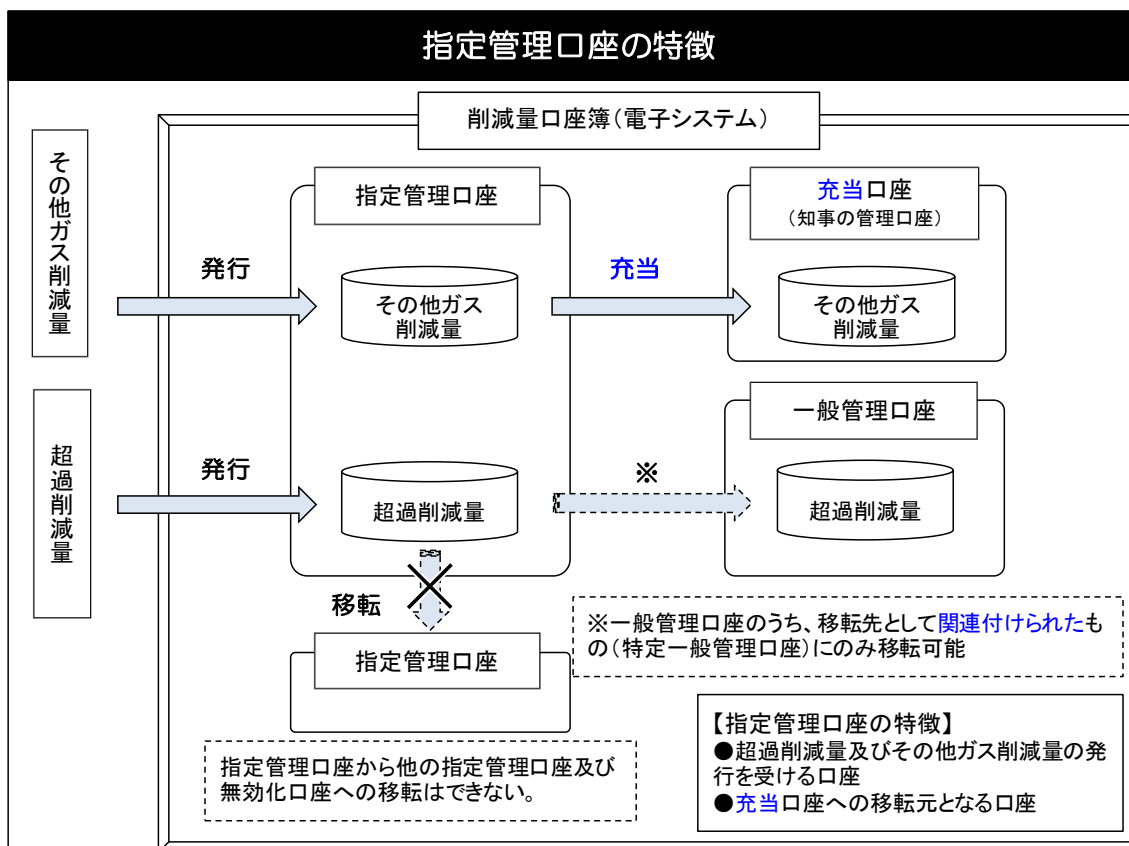 指定管理口座の特徴
削減量口座簿(電子システム)
その他ガス削減量
指定管理口座
充当口座
(知事の管理口座)
発行
充当
その他ガス
削減量
その他ガス
削減量
超過削減量
一般管理口座
発行
※
超過削減量
超過削減量
移転
指定管理口座
※一般管理口座のうち、移転先として関連付けられたも
の(特定一般管理口座)にのみ移転可能
指定管理口座から他の指定管理口座及び
無効化口座への移転はできない。
【指定管理口座の特徴】
●超過削減量及びその他ガス削減量の発
行を受ける口座
●充当口座への移転元となる口座